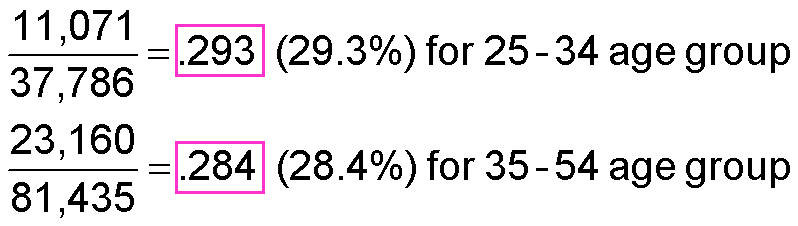 11,071
37,786
= .293 (29.3%) for 25-34 age group
23,160
81,435
= .284 (28.4%) for 35-54 age group